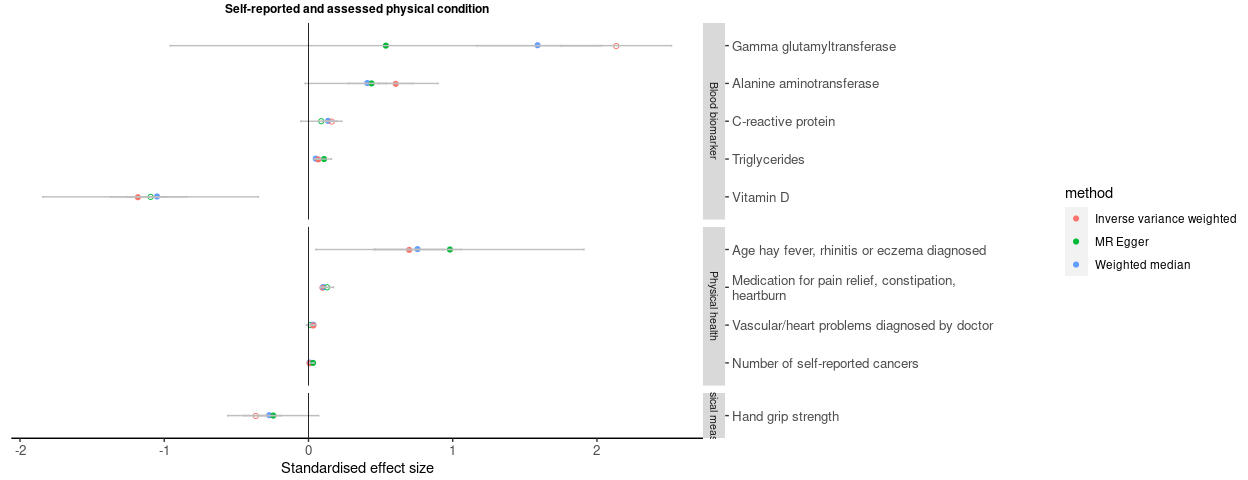 Self-reported and assessed physical condition
Gamma glutamyltransferase
Alanine aminotransferase
C-reactive protein
Triglycerides
Vitamin D
Blood biomarker
Age hay fever, rhinitis or eczema diagnosed
Medication for pain relief, constipation,
heartburn
Vascular/heart problems diagnosed by doctor
Number of self-reported cancers
Physical health
Hand grip strength
sical meas
-2 -1 0 1 2
Standardised effect size
method
Inverse variance weighted
MR Egger
Weighted median